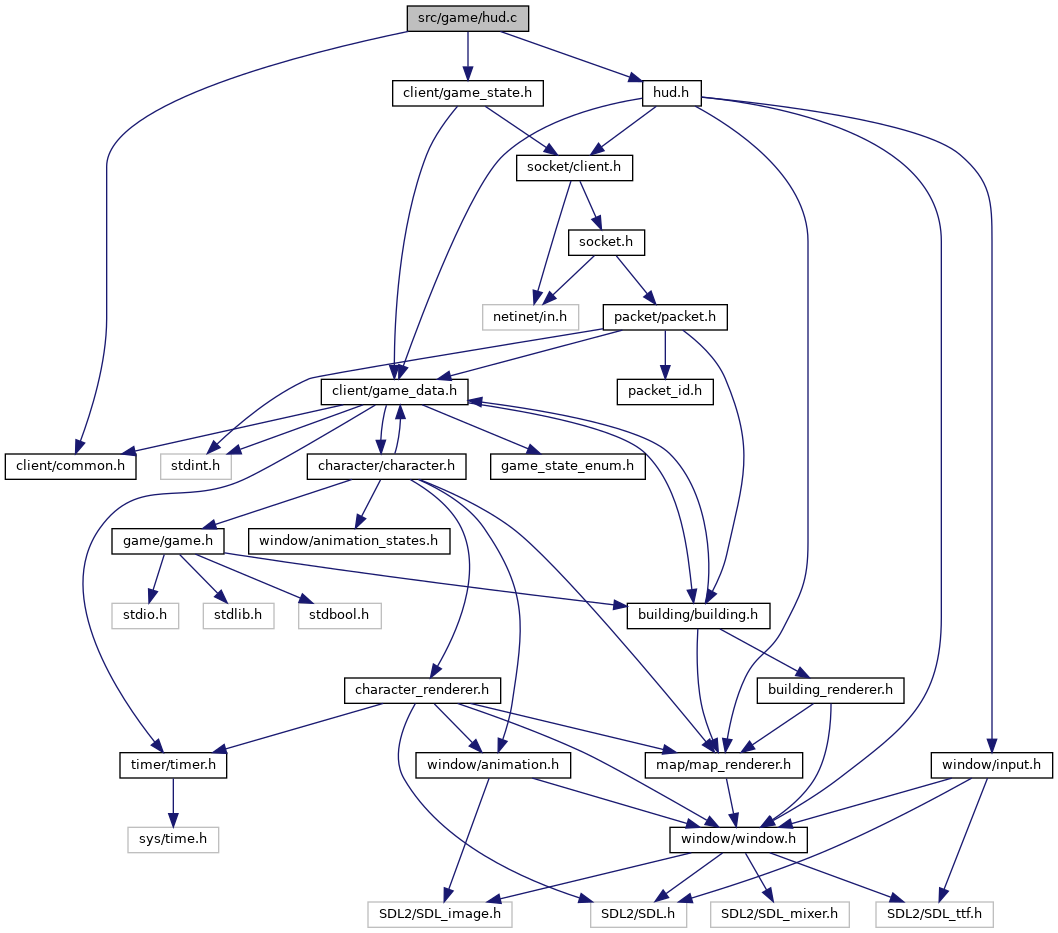 src/game/hud.c
client/game_state.h
hud.h
socket/client.h
socket.h
netinet/in.h
packet/packet.h
client/game_data.h
packet_id.h
client/common.h
stdint.h
character/character.h
game_state_enum.h
game/game.h
window/animation_states.h
stdio.h
stdlib.h
stdbool.h
building/building.h
character_renderer.h
building_renderer.h
timer/timer.h
window/animation.h
map/map_renderer.h
window/input.h
sys/time.h
window/window.h
SDL2/SDL_image.h
SDL2/SDL.h
SDL2/SDL_mixer.h
SDL2/SDL_ttf.h